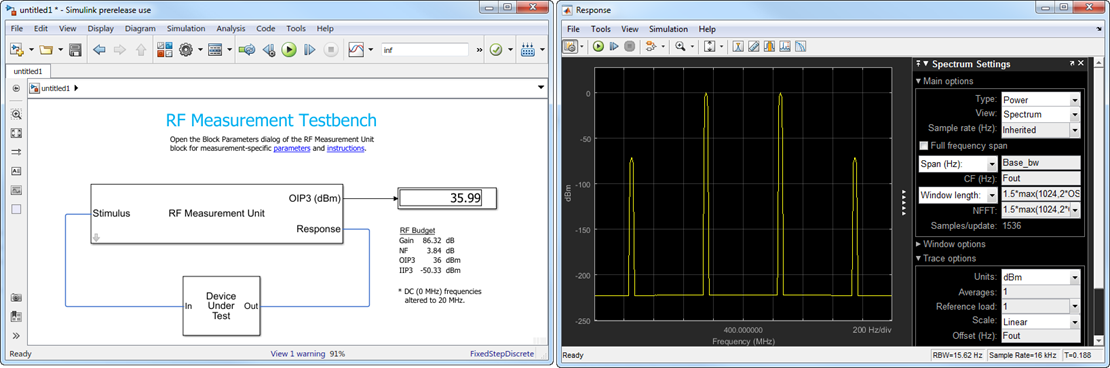 untitled1 * - Simulink prerelease use
File Edit View Display Diagram Simulation Analysis Code Tools Help
inf
»
untitled1
untitled1
RF Measurement Testbench
Open the Block Parameters dialog of the RF Measurement Unit
block for measurement-specific parameters and instructions.
OIP3 (dBm)
35.99
Stimulus
RF Measurement Unit
Response
RF Budget
Gain 86.32 dB
NF 3.84 dB
OIP3 36 dBm
IIP3 -50.33 dBm
* DC (0 MHz) frequencies
altered to 20 MHz.
In
Device
Under
Test
Out
Ready
View 1 warning 91%
FixedStepDiscrete
Response
File Tools View Simulation Help
0
-50
-100
-150
-200
-250
dBm
400.000000
200 Hz/div
Frequency (MHz)
Spectrum Settings
Main options
Type: Power
View: Spectrum
Sample rate (Hz): Inherited
Full frequency span
Span (Hz): Base_bw
CF (Hz): Fout
Window length: 1.5*max(1024,2*OS
NFFT: 1.5*max(1024,2*
Samples/update: 1536
Window options
Trace options
Units: dBm
Averages: 1
Reference load: 1
Scale: Linear
Offset (Hz): Fout
Ready
RBW=15.62 Hz Sample Rate=16 kHz T=0.188